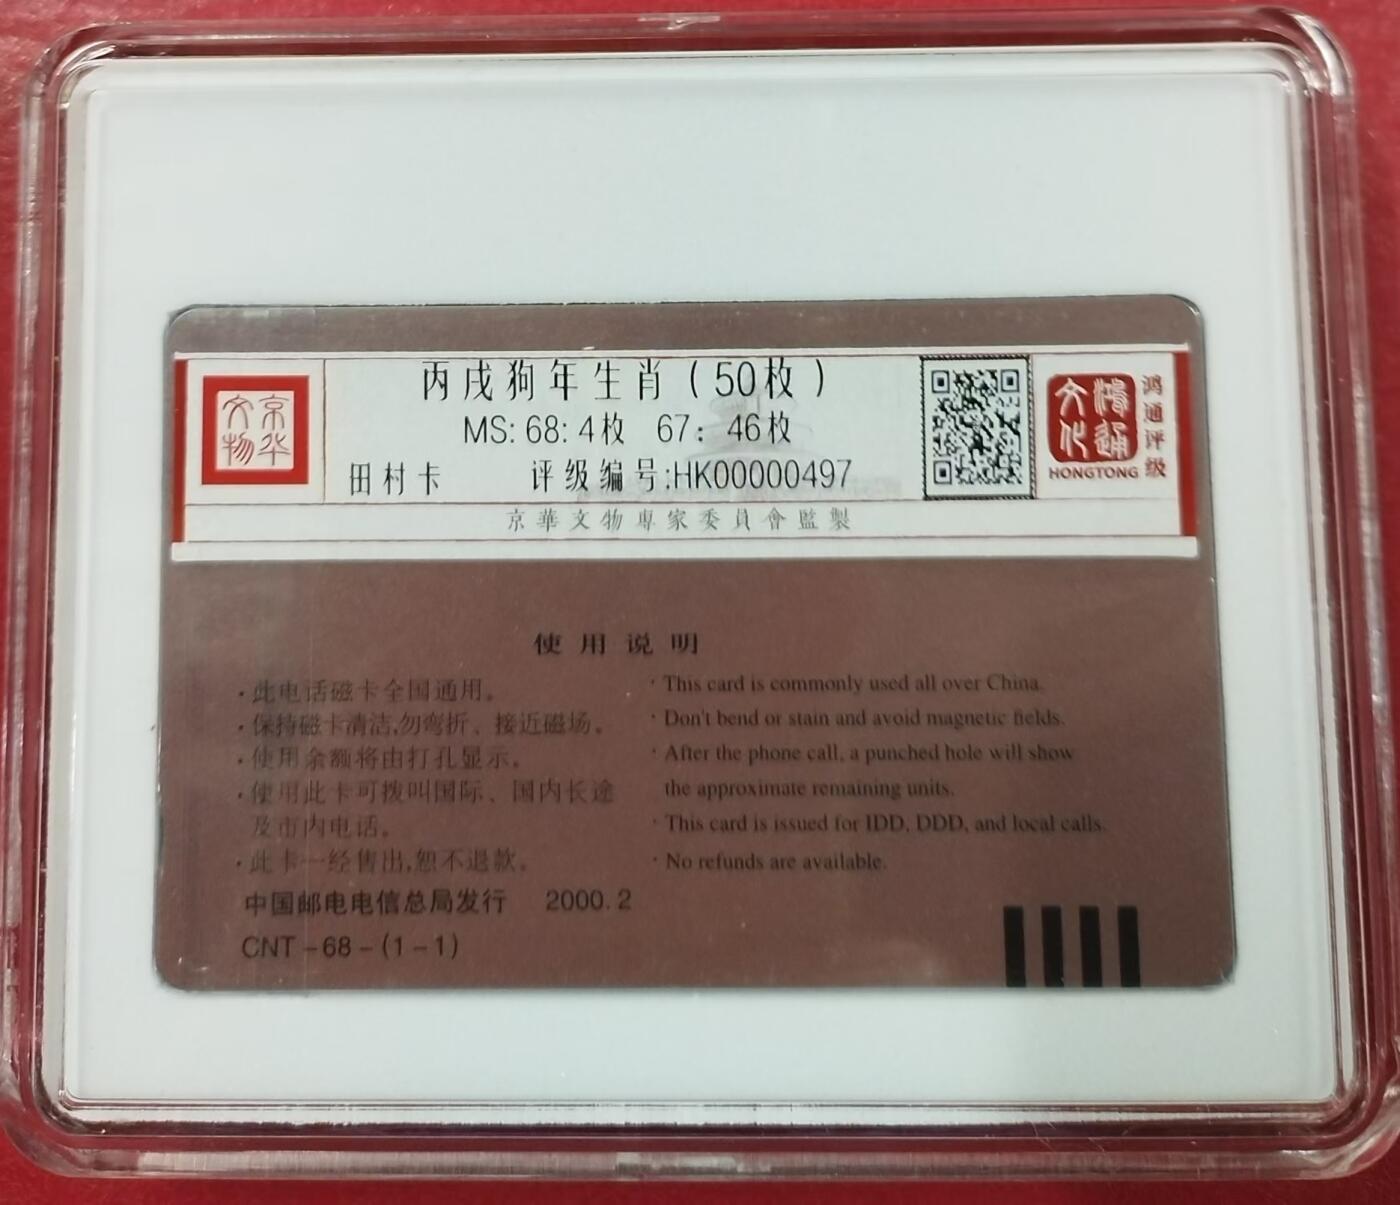 京华
文物
丙戌狗年生肖(50枚)
MS: 68: 4枚 67: 46枚
田村卡 评级编号:HK00000497
京華文物專家委員會監製
鸿通
文化
HONGTONG
鸿通评级
使用说明
·此电话磁卡全国通用。
·保持磁卡清洁,勿弯折、接近磁场。
·使用余额将由打孔显示。
·使用此卡可拨叫国际、国内长途
及市内电话。
·此卡一经售出,恕不退款。
· This card is commonly used all over China.
· Don't bend or stain and avoid magnetic fields.
· After the phone call, a punched hole will show
the approximate remaining units.
· This card is issued for IDD, DDD, and local calls.
· No refunds are available.
中国邮电电信总局发行 2000.2
CNT-68-(1-1)